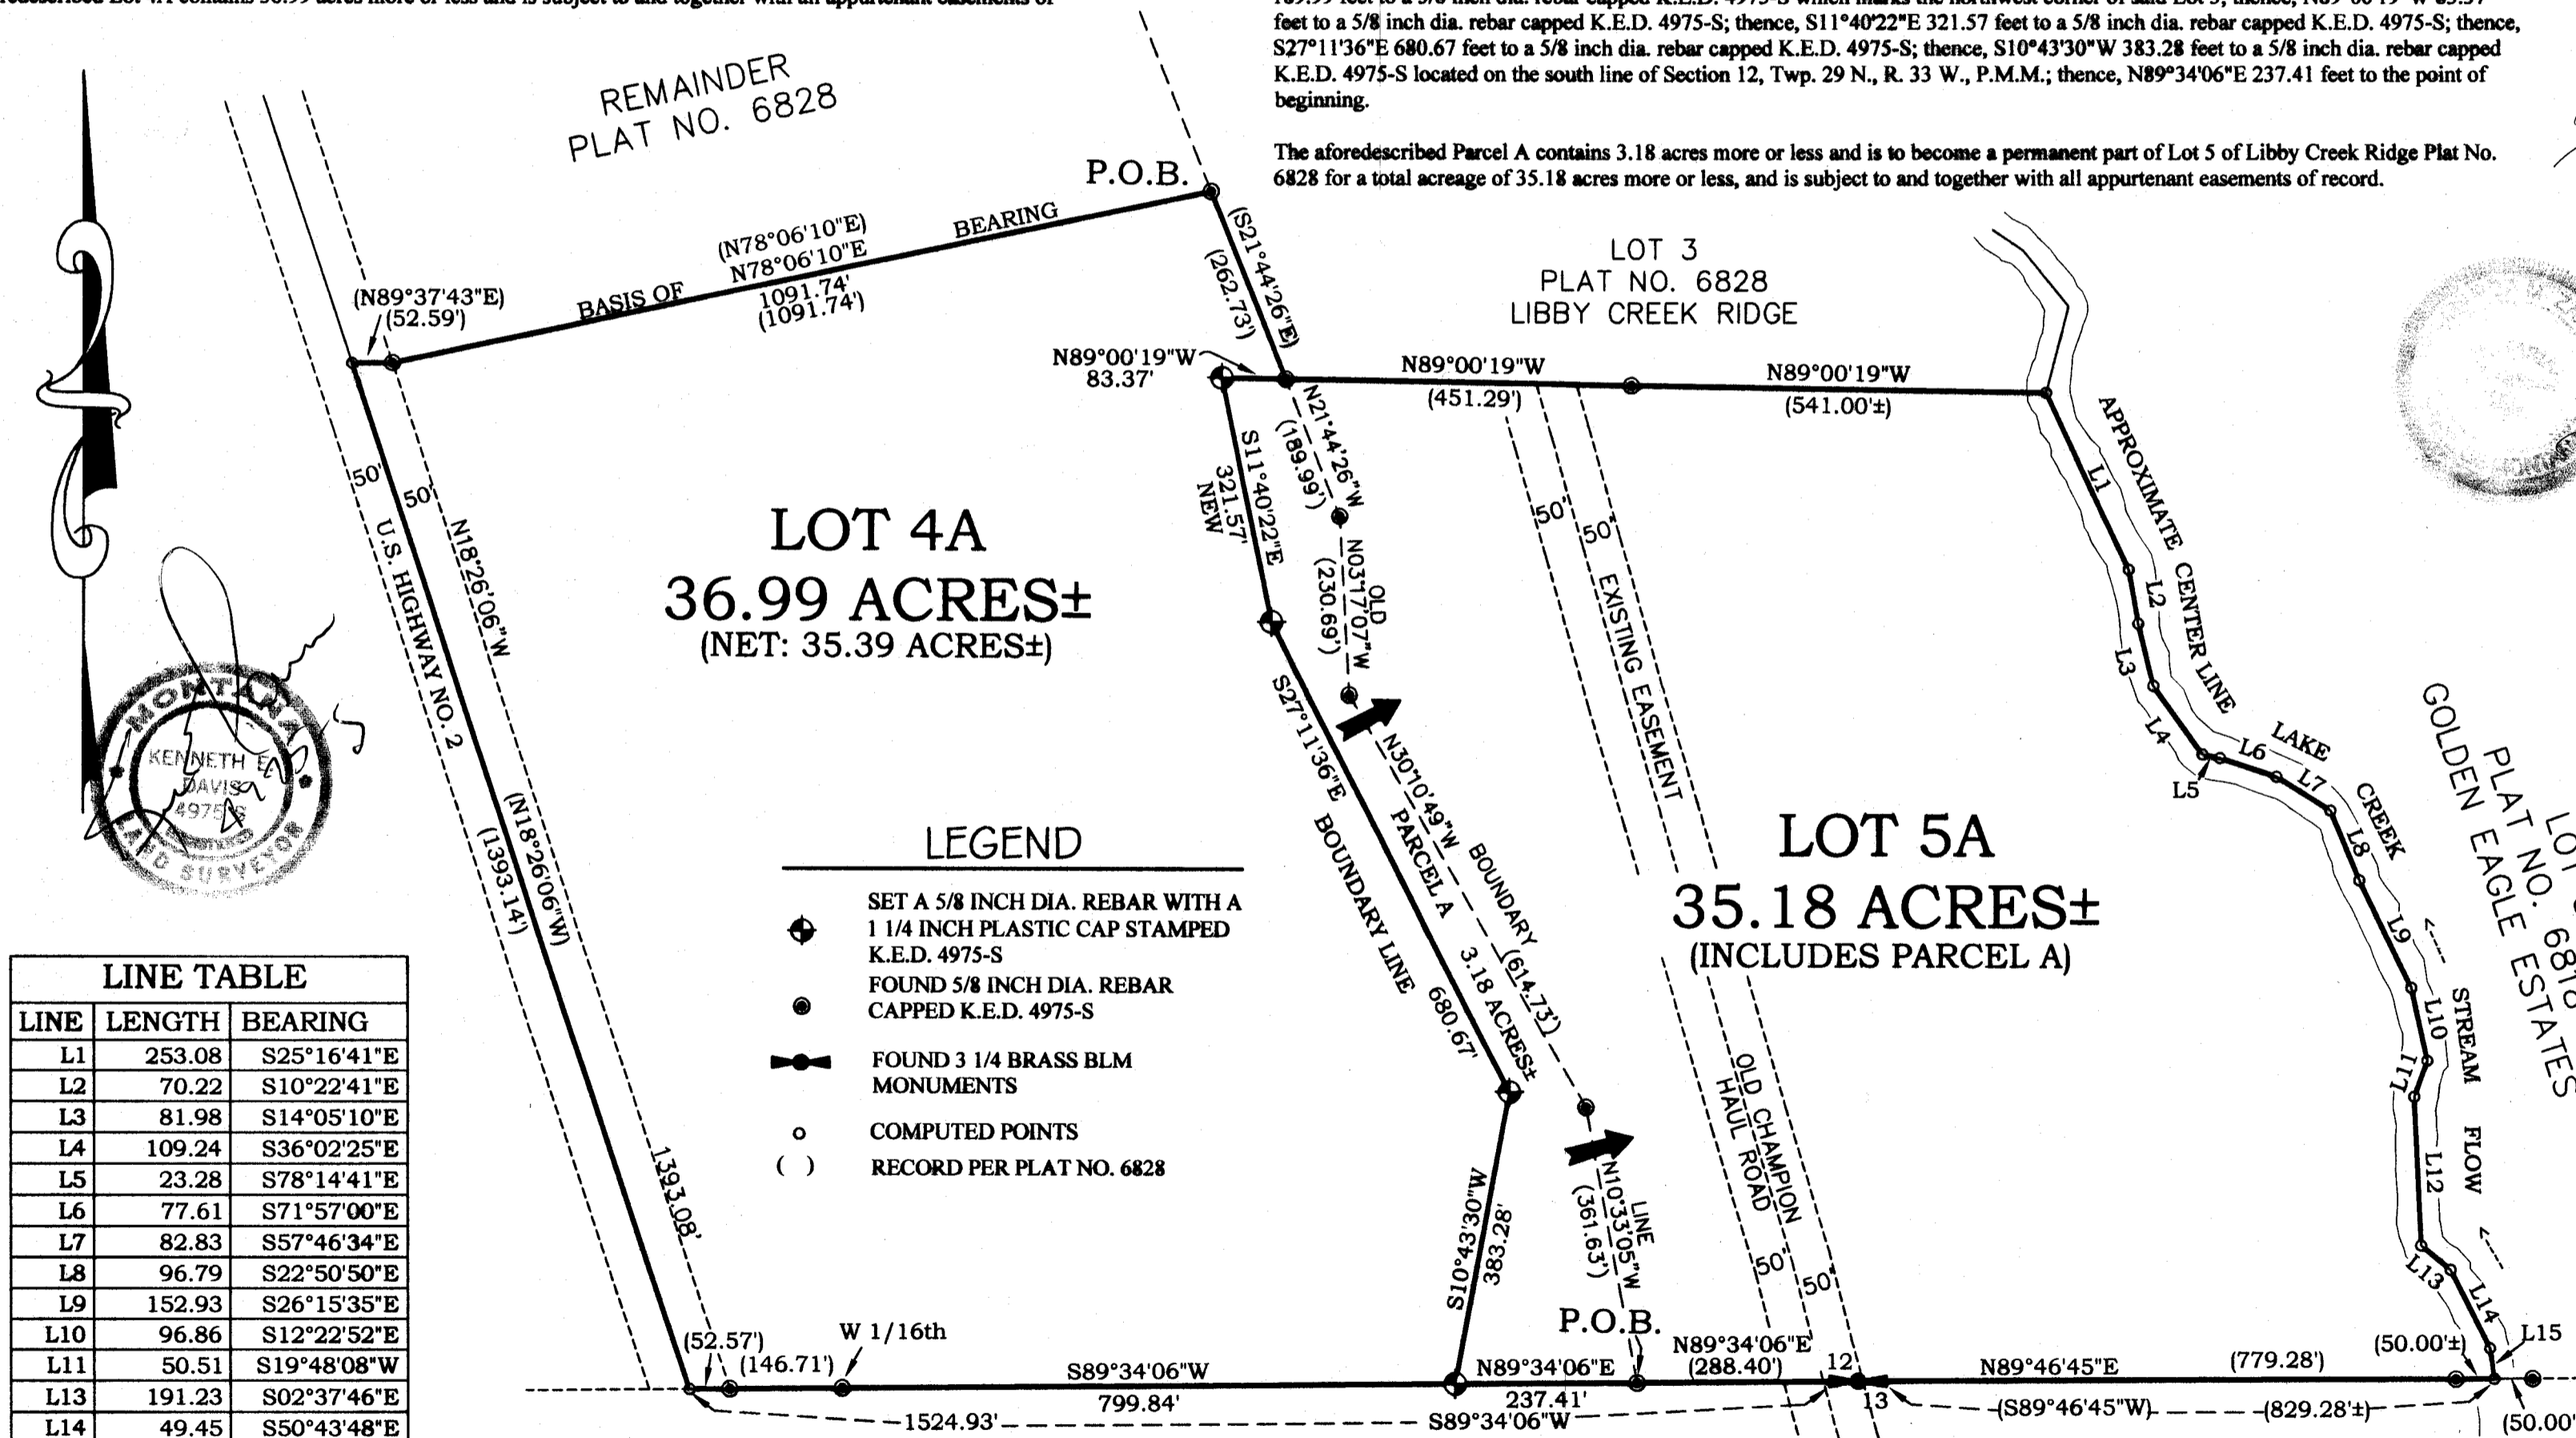 feet to a 5/8 inch dia. rebar capped K.E.D. 4975-S; thence, S11°40'22"E 321.57 feet to a 5/8 inch dia. rebar capped K.E.D. 4975-S; thence,
S27°11'36"E 680.67 feet to a 5/8 inch dia. rebar capped K.E.D. 4975-S; thence, S10°43'30"W 383.28 feet to a 5/8 inch dia. rebar capped
K.E.D. 4975-S located on the south line of Section 12, Twp. 29 N., R. 33 W., P.M.M.; thence, N89°34'06"E 237.41 feet to the point of
beginning.
The aforedescribed Parcel A contains 3.18 acres more or less and is to become a permanent part of Lot 5 of Libby Creek Ridge Plat No.
6828 for a total acreage of 35.18 acres more or less, and is subject to and together with all appurtenant easements of record.
REMAINDER
PLAT NO. 6828
P.O.B.
(N78°06'10"E)
N78°06'10"E
BASIS OF BEARING
1091.74'
(1091.74')
(N89°37'43"E)
(52.59')
(S21°44'26"E)
(262.73')
LOT 3
PLAT NO. 6828
LIBBY CREEK RIDGE
N89°00'19"W
83.37'
N89°00'19"W
(451.29')
N89°00'19"W
(541.00'±)
N21°44'26"W
(189.99')
S11°40'22"E
321.57'
NEW
OLD
N03°17'07"W
(230.69')
50'
50'
U.S. HIGHWAY NO. 2
N18°26'06"W
(N18°26'06"W)
(1393.14')
1393.08'
LOT 4A
36.99 ACRES±
(NET: 35.39 ACRES±)
S27°11'36"E
BOUNDARY LINE
680.67'
N30°10'49"W
BOUNDARY
(614.73')
PARCEL A
3.18 ACRES±
50'
50'
EXISTING EASEMENT
LOT 5A
35.18 ACRES±
(INCLUDES PARCEL A)
OLD CHAMPION
HAUL ROAD
50'
50'
APPROXIMATE CENTER LINE
LAKE CREEK
L1
L2
L3
L4
L5
L6
L7
L8
L9
L10
L11
L12
L13
L14
L15
STREAM FLOW
PLAT NO. 6818
GOLDEN EAGLE ESTATES
MONTANA
KENNETH E.
DAVIS
4975 S
LAND SURVEYOR
LEGEND
SET A 5/8 INCH DIA. REBAR WITH A
1 1/4 INCH PLASTIC CAP STAMPED
K.E.D. 4975-S
FOUND 5/8 INCH DIA. REBAR
CAPPED K.E.D. 4975-S
FOUND 3 1/4 BRASS BLM
MONUMENTS
COMPUTED POINTS
( ) RECORD PER PLAT NO. 6828
LINE TABLE
LINE LENGTH BEARING
L1 253.08 S25°16'41"E
L2 70.22 S10°22'41"E
L3 81.98 S14°05'10"E
L4 109.24 S36°02'25"E
L5 23.28 S78°14'41"E
L6 77.61 S71°57'00"E
L7 82.83 S57°46'34"E
L8 96.79 S22°50'50"E
L9 152.93 S26°15'35"E
L10 96.86 S12°22'52"E
L11 50.51 S19°48'08"W
L13 191.23 S02°37'46"E
L14 49.45 S50°43'48"E
S10°43'30"W
383.28'
LINE
N10°33'05"W
(361.63')
P.O.B.
(52.57')
(146.71')
W 1/16th
S89°34'06"W
799.84'
N89°34'06"E
237.41'
N89°34'06"E
(288.40')
12
13
N89°46'45"E
(779.28')
(50.00'±)
1524.93'
S89°34'06"W
(S89°46'45"W)
(829.28'±)
(50.00'